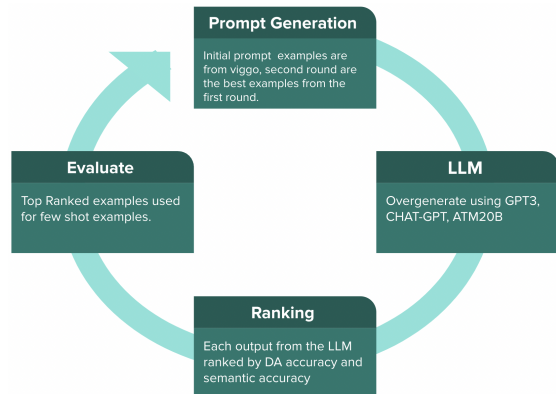 Prompt Generation
Initial prompt examples are
from viggo, second round are
the best examples from the
first round.
LLM
Overgenerate using GPT3,
CHAT-GPT, ATM20B
Ranking
Each output from the LLM
ranked by DA accuracy and
semantic accuracy
Evaluate
Top Ranked examples used
for few shot examples.